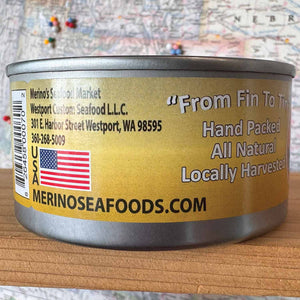 Merino's Seafood Market
Westport Custom Seafood L.L.C.
301 E. Harbor Street Westport, WA 98595
360-268-5009
USA
MERINOSEAFOODS.COM
"From Fin To
Hand Packed
All Natural
Locally Harvested